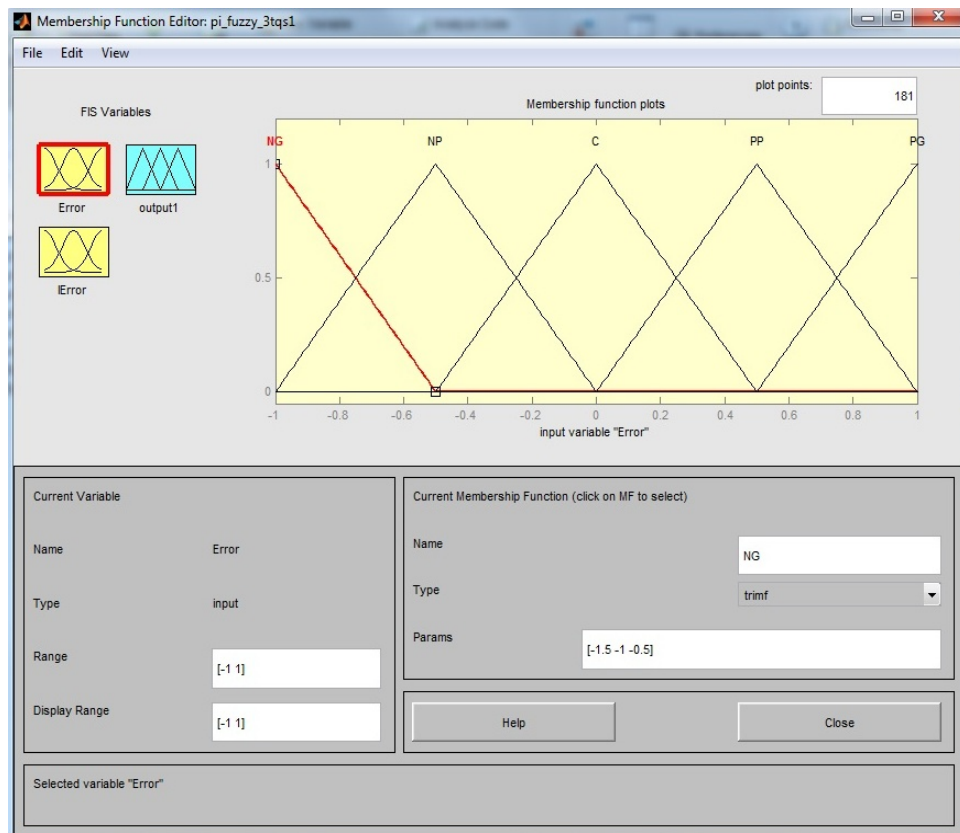 Membership Function Editor: pi_fuzzy_3tqs1
File Edit View
FIS Variables
Error
output1
IError
plot points:
181
Membership function plots
NG NP C PP PG
1
0.5
0
-1 -0.8 -0.6 -0.4 -0.2 0 0.2 0.4 0.6 0.8 1
input variable "Error"
Current Variable
Name Error
Type input
Range [-1 1]
Display Range [-1 1]
Current Membership Function (click on MF to select)
Name NG
Type trimf
Params [-1.5 -1 -0.5]
Help Close
Selected variable "Error"